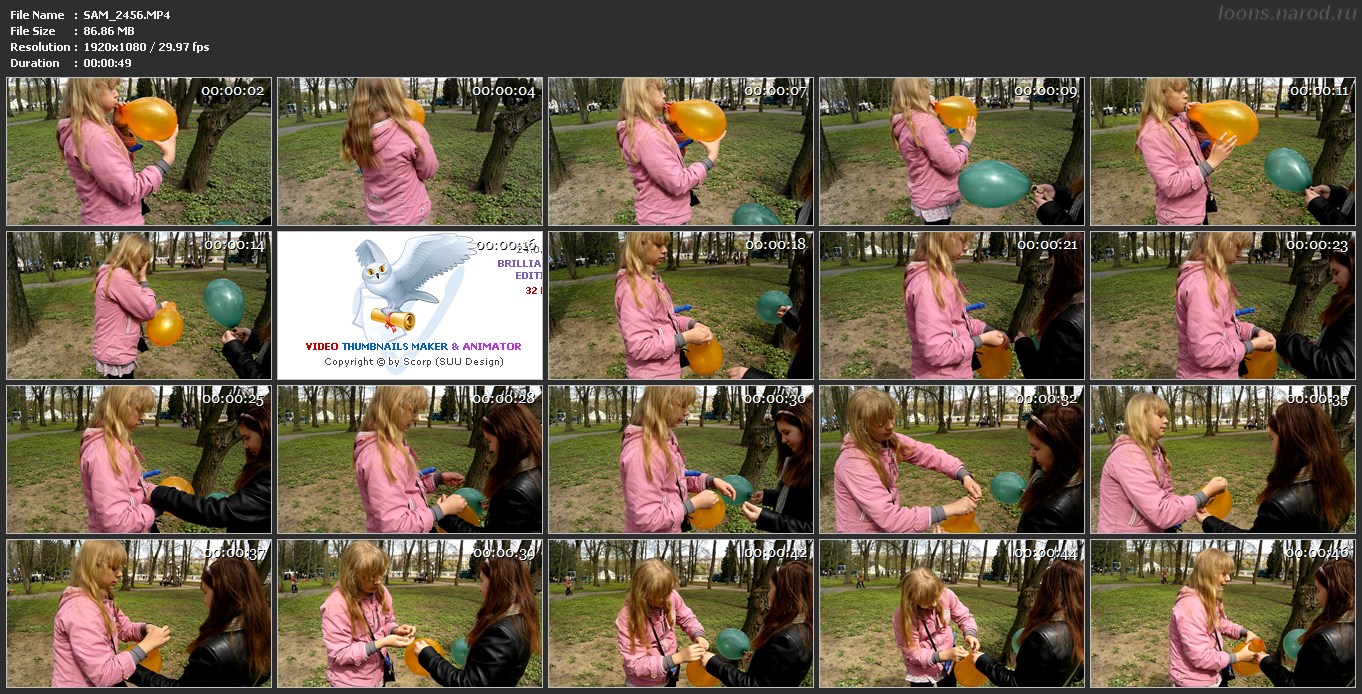 File Name : SAM_2456.MP4
loons.narod.ru
File Size : 86.86 MB
Resolution : 1920x1080 / 29.97 fps
Duration : 00:00:49
00:00:02
00:00:04
00:00:07
00:00:09
00:00:11
00:00:14
00:00:16
BRILLIA
EDITI
32
VIDEO THUMBNAILS MAKER & ANIMATOR
Copyright © by Scorp (SUU Design)
00:00:18
00:00:21
00:00:23
00:00:25
00:00:28
00:00:30
00:00:32
00:00:35
00:00:37
00:00:39
00:00:42
00:00:44
00:00:46